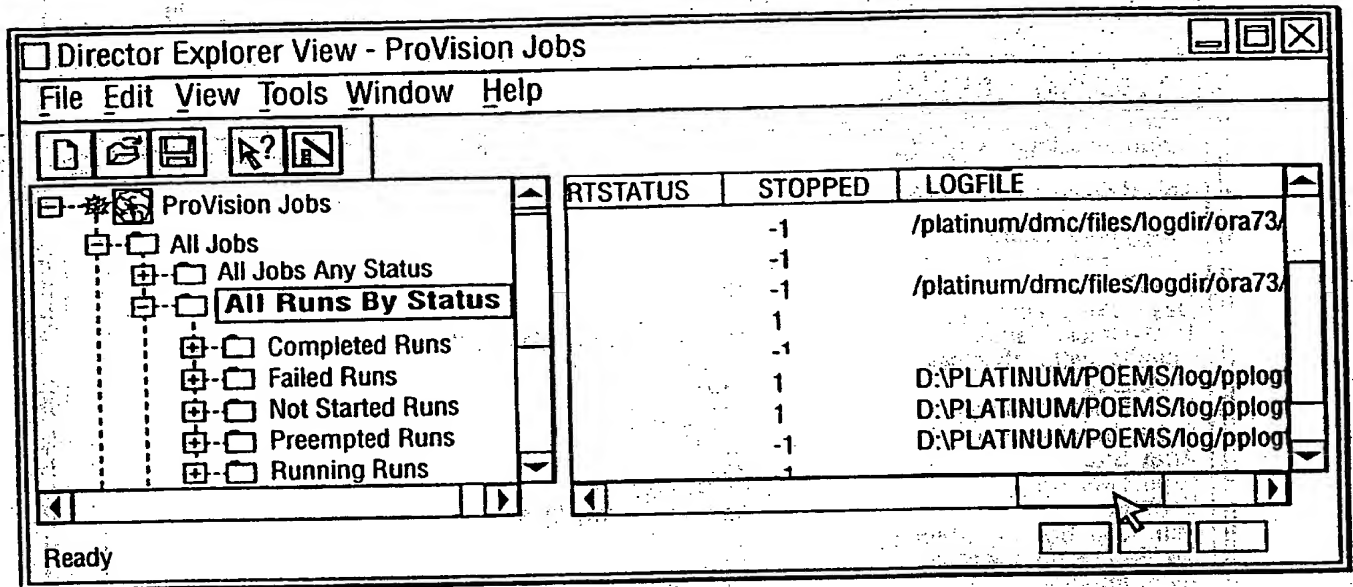 Director Explorer View - ProVision Jobs
File Edit View Tools Window Help
ProVision Jobs
All Jobs
All Jobs Any Status
All Runs By Status
Completed Runs
Failed Runs
Not Started Runs
Preempted Runs
Running Runs
RTSTATUS STOPPED LOGFILE
-1 /platinum/dmc/files/logdir/ora73/
-1
-1 /platinum/dmc/files/logdir/ora73/
1
-1
1 D:\PLATINUM/POEMS/log/pplog
1 D:\PLATINUM/POEMS/log/pplog
-1 D:\PLATINUM/POEMS/log/pplog
Ready